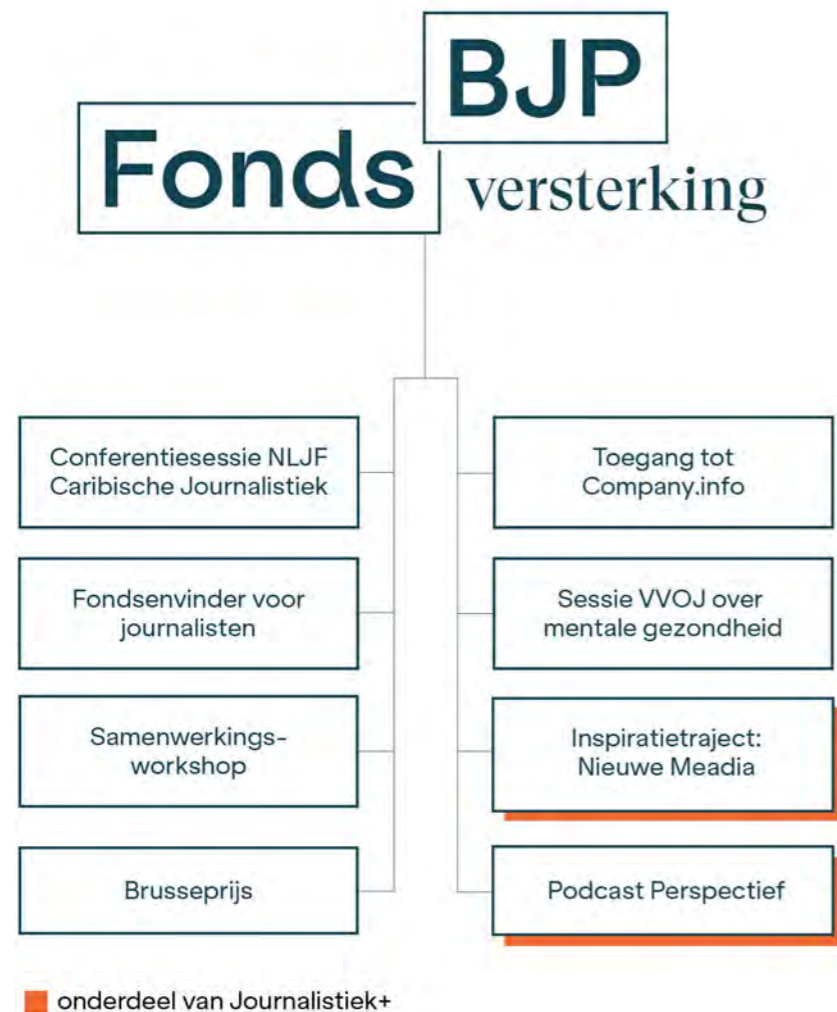 Fonds BJP
versterking
Conferentiesessie NLJF
Caribische Journalistiek
Fondsenvinder voor
journalisten
Samenwerkings-
workshop
Brusseprijs
Toegang tot
Company.info
Sessie VVOJ over
mentale gezondheid
Inspiratietraject:
Nieuwe Meadia
Podcast Perspectief
onderdeel van Journalistiek+